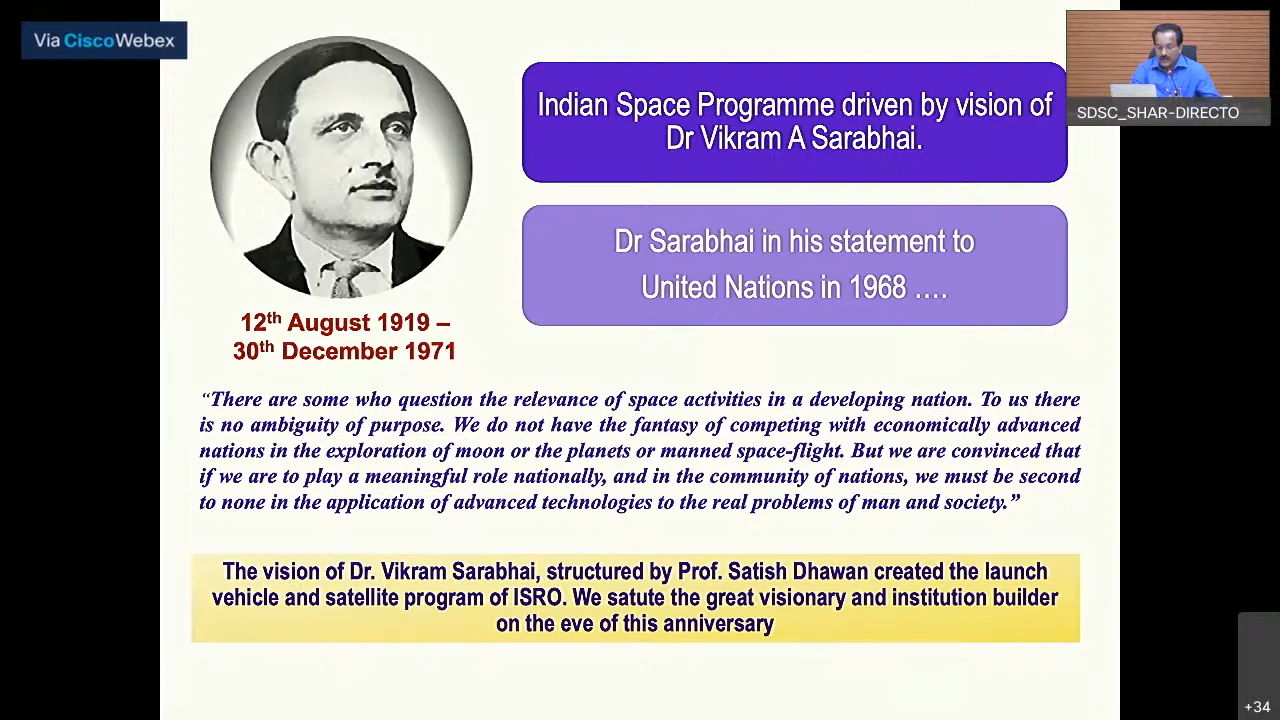 Via Cisco Webex
Indian Space Programme driven by vision of
Dr Vikram A Sarabhai.
SDSC_SHAR-DIRECTO
Dr Sarabhai in his statement to
United Nations in 1968 ....
12th August 1919 –
30th December 1971
“There are some who question the relevance of space activities in a developing nation. To us there
is no ambiguity of purpose. We do not have the fantasy of competing with economically advanced
nations in the exploration of moon or the planets or manned space-flight. But we are convinced that
if we are to play a meaningful role nationally, and in the community of nations, we must be second
to none in the application of advanced technologies to the real problems of man and society.”
The vision of Dr. Vikram Sarabhai, structured by Prof. Satish Dhawan created the launch
vehicle and satellite program of ISRO. We satute the great visionary and institution builder
on the eve of this anniversary
+34